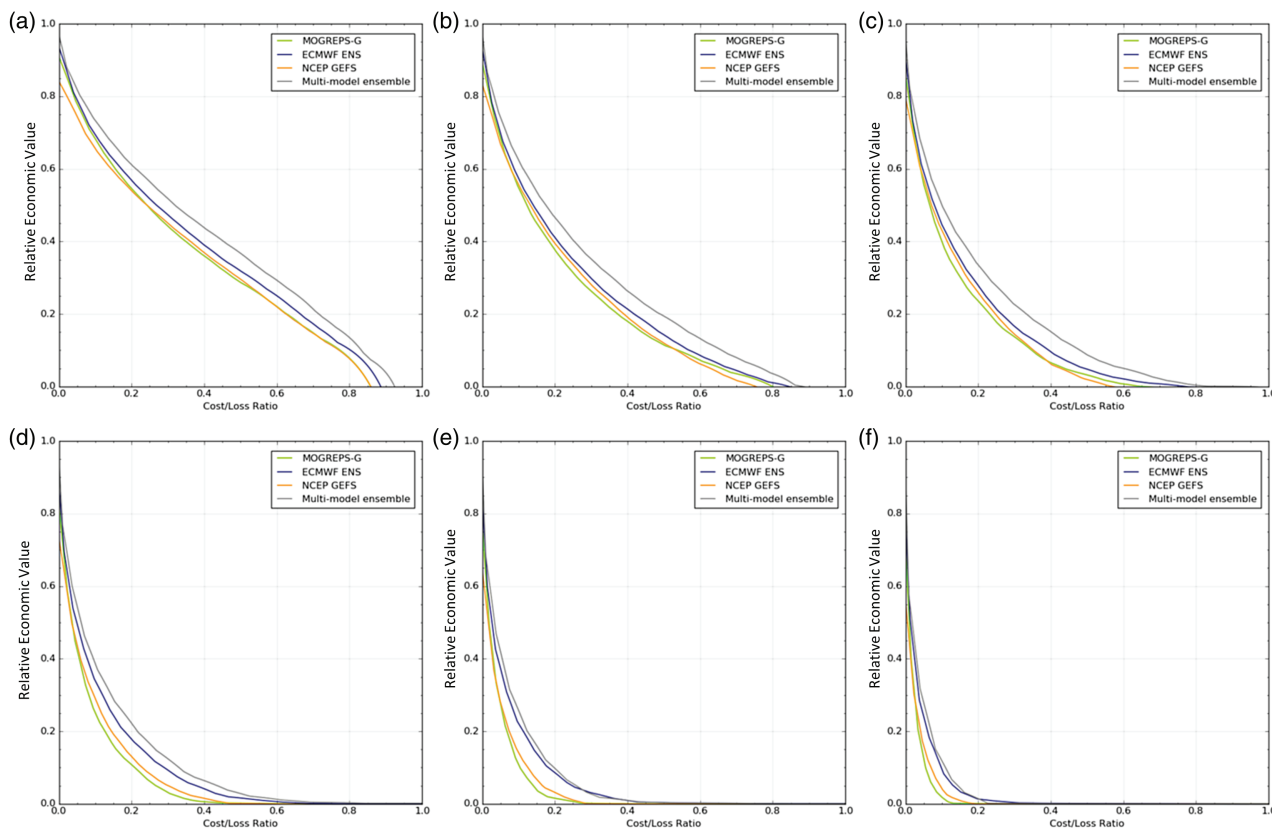 (a)
Relative Economic Value
1.0
0.8
0.6
0.4
0.2
0.0
MOGREPS-G
ECMWF ENS
NCEP GEFS
Multi-model ensemble
0.0 0.2 0.4 0.6 0.8 1.0
Cost/Loss Ratio
(b)
Relative Economic Value
1.0
0.8
0.6
0.4
0.2
0.0
MOGREPS-G
ECMWF ENS
NCEP GEFS
Multi-model ensemble
0.0 0.2 0.4 0.6 0.8 1.0
Cost/Loss Ratio
(c)
Relative Economic Value
1.0
0.8
0.6
0.4
0.2
0.0
MOGREPS-G
ECMWF ENS
NCEP GEFS
Multi-model ensemble
0.0 0.2 0.4 0.6 0.8 1.0
Cost/Loss Ratio
(d)
Relative Economic Value
1.0
0.8
0.6
0.4
0.2
0.0
MOGREPS-G
ECMWF ENS
NCEP GEFS
Multi-model ensemble
0.0 0.2 0.4 0.6 0.8 1.0
Cost/Loss Ratio
(e)
Relative Economic Value
1.0
0.8
0.6
0.4
0.2
0.0
MOGREPS-G
ECMWF ENS
NCEP GEFS
Multi-model ensemble
0.0 0.2 0.4 0.6 0.8 1.0
Cost/Loss Ratio
(f)
Relative Economic Value
1.0
0.8
0.6
0.4
0.2
0.0
MOGREPS-G
ECMWF ENS
NCEP GEFS
Multi-model ensemble
0.0 0.2 0.4 0.6 0.8 1.0
Cost/Loss Ratio